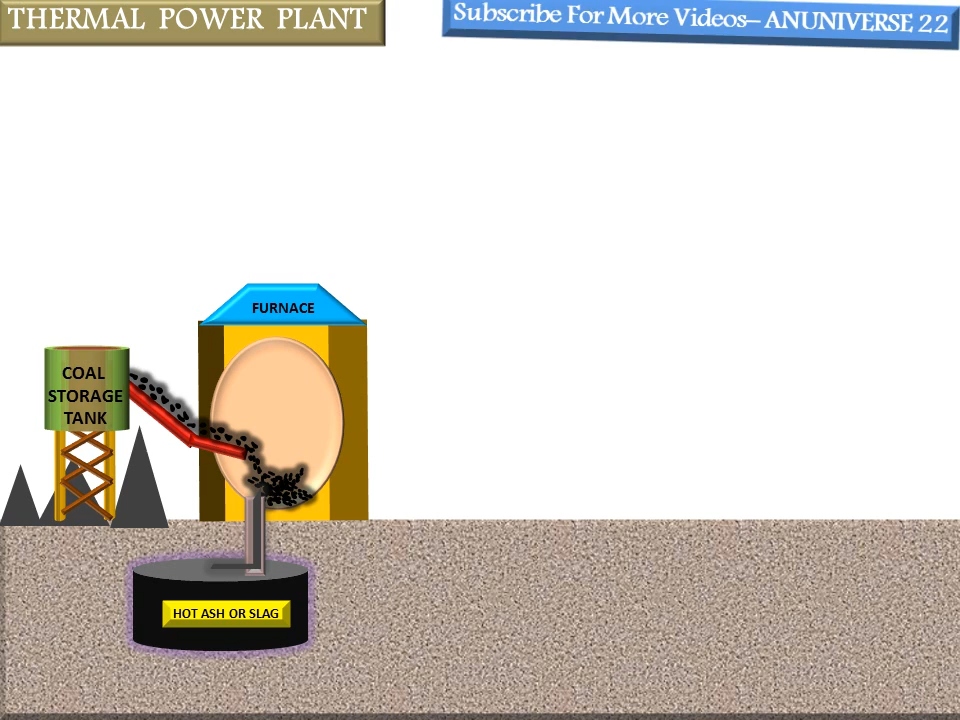 THERMAL POWER PLANT
Subscribe For More Videos– ANUNIVERSE 22
FURNACE
COAL
STORAGE
TANK
HOT ASH OR SLAG